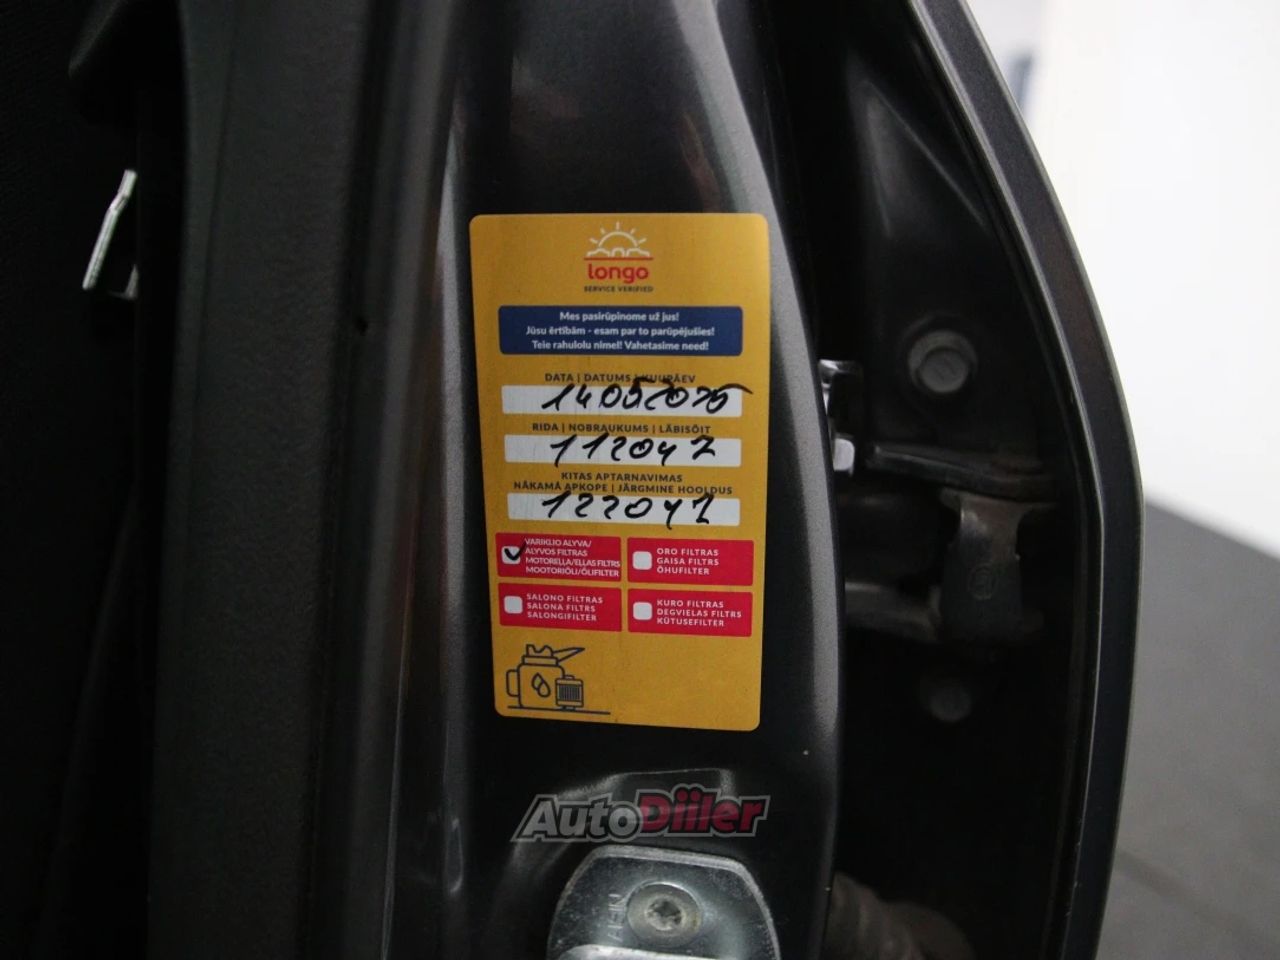 longo
SERVICE VERIFIED
Mes pasirūpinome už jus!
Jūsu ērtībām - esam par to parūpējušies!
Teie rahulolu nimel! Vahetasime need!
DATA | DATUMS | KUUPÄEV
14052025
RIDA | NOBRAUKUMS | LÄBISÕIT
112047
KITAS APTARNAVIMAS
NĀKAMĀ APKOPE | JÄRGMINE HOOLDUS
122047
VARIKLIO ALYVA/
ALYVOS FILTRAS
MOTOREĻĻA/EĻĻAS FILTRS
MOOTORIÕLI/ÕLIFILTER
ORO FILTRAS
GAISA FILTRS
ÕHUFILTER
SALONO FILTRAS
SALONA FILTRS
SALONGIFILTER
KURO FILTRAS
DEGVIELAS FILTRS
KÜTUSEFILTER
AutoDiiler